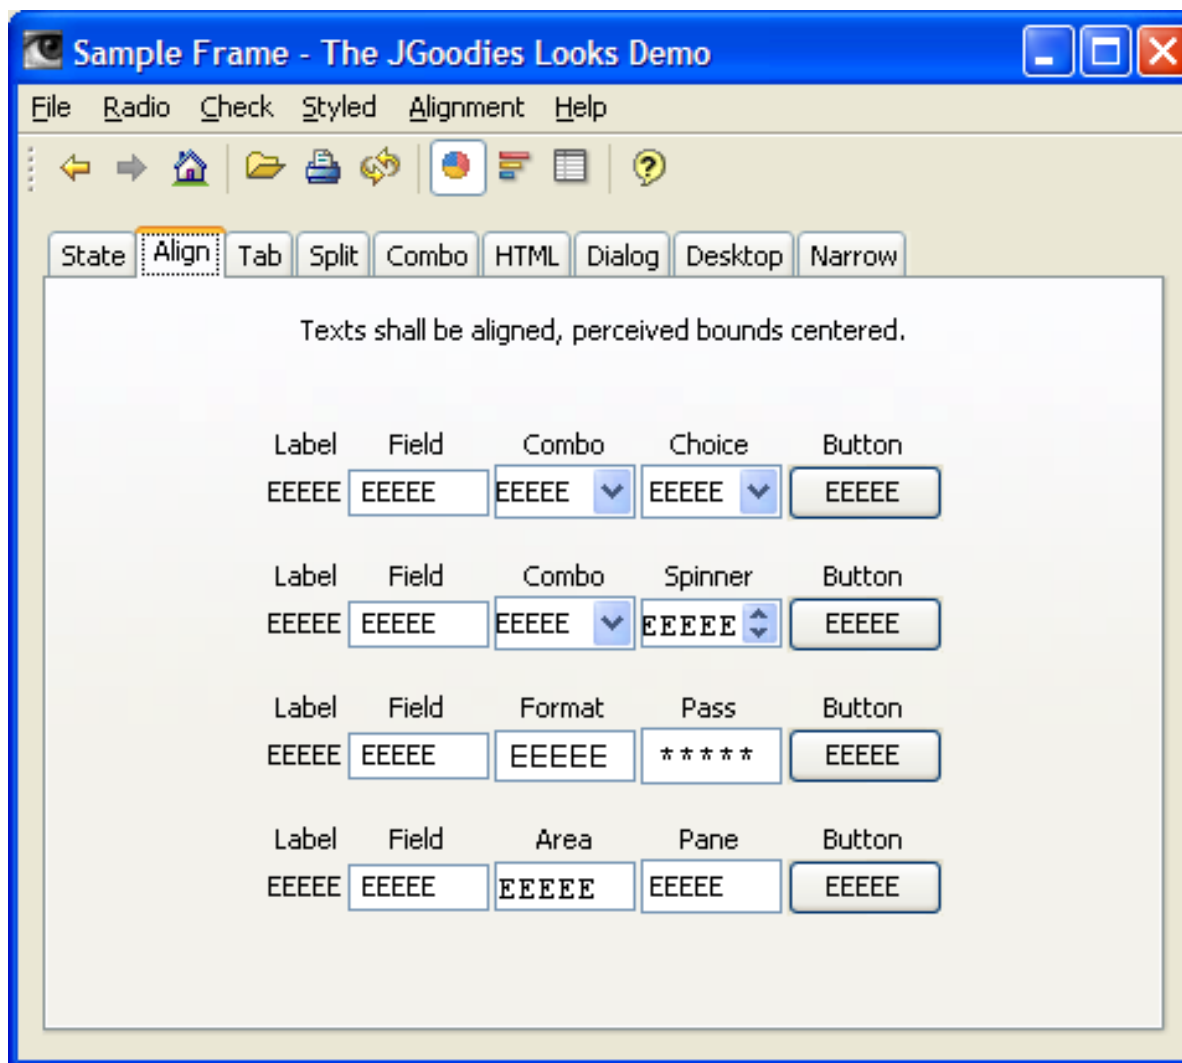 Sample Frame - The JGoodies Looks Demo
File Radio Check Styled Alignment Help
State Align Tab Split Combo HTML Dialog Desktop Narrow
Texts shall be aligned, perceived bounds centered.
Label Field Combo Choice Button
EEEEE EEEEE EEEEE EEEEE EEEEE
Label Field Combo Spinner Button
EEEEE EEEEE EEEEE EEEEE EEEEE
Label Field Format Pass Button
EEEEE EEEEE EEEEE ***** EEEEE
Label Field Area Pane Button
EEEEE EEEEE EEEEE EEEEE EEEEE